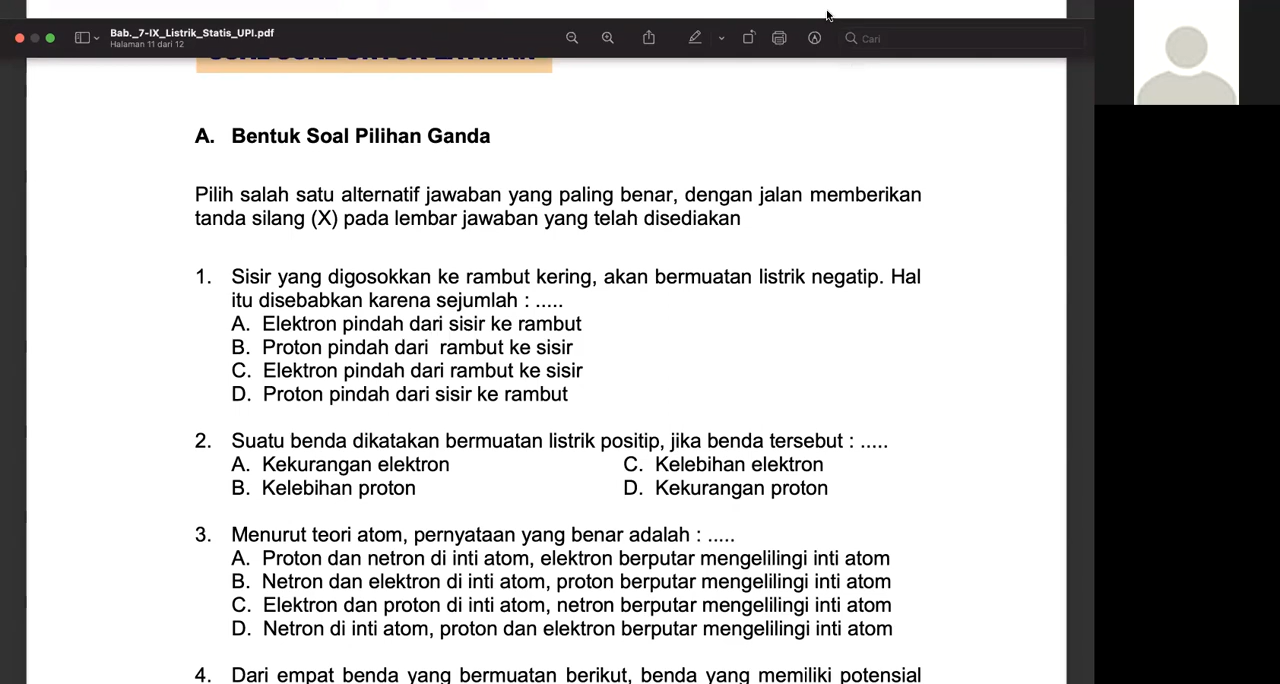 Bab._7-IX_Listrik_Statis_UPI.pdf
Halaman 11 dari 12
Cari
A. Bentuk Soal Pilihan Ganda
Pilih salah satu alternatif jawaban yang paling benar, dengan jalan memberikan
tanda silang (X) pada lembar jawaban yang telah disediakan
1. Sisir yang digosokkan ke rambut kering, akan bermuatan listrik negatip. Hal
itu disebabkan karena sejumlah : .....
A. Elektron pindah dari sisir ke rambut
B. Proton pindah dari rambut ke sisir
C. Elektron pindah dari rambut ke sisir
D. Proton pindah dari sisir ke rambut
2. Suatu benda dikatakan bermuatan listrik positip, jika benda tersebut : .....
A. Kekurangan elektron C. Kelebihan elektron
B. Kelebihan proton D. Kekurangan proton
3. Menurut teori atom, pernyataan yang benar adalah : .....
A. Proton dan netron di inti atom, elektron berputar mengelilingi inti atom
B. Netron dan elektron di inti atom, proton berputar mengelilingi inti atom
C. Elektron dan proton di inti atom, netron berputar mengelilingi inti atom
D. Netron di inti atom, proton dan elektron berputar mengelilingi inti atom
4. Dari empat benda yang bermuatan berikut, benda yang memiliki potensial